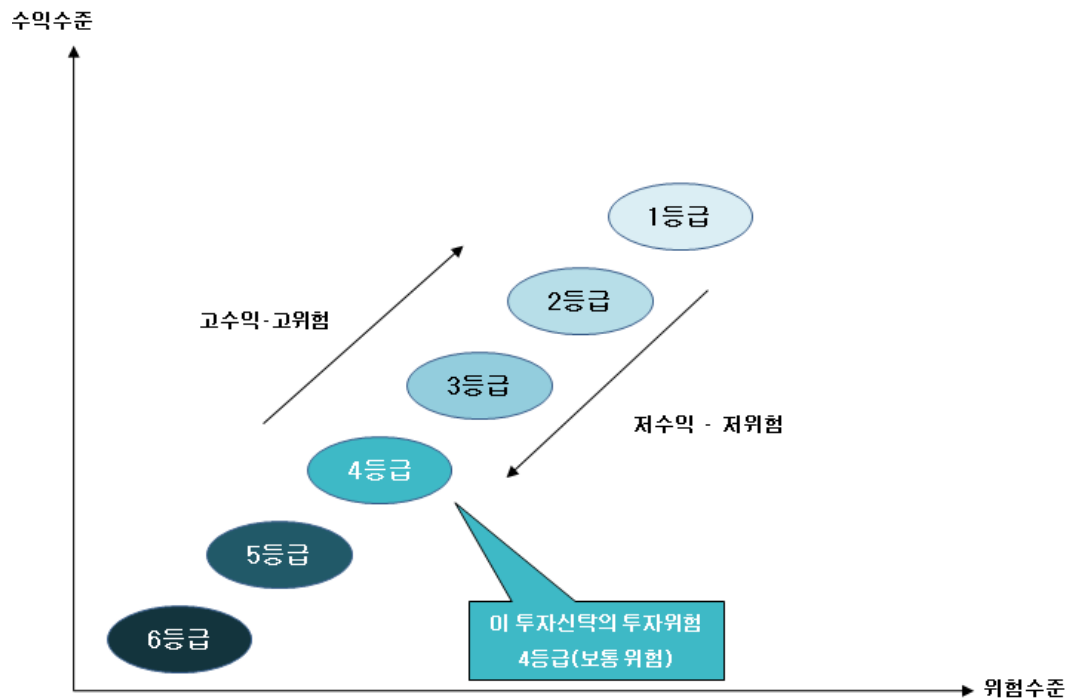 수익수준
1등급
2등급
고수익-고위험
3등급
저수익 - 저위험
4등급
5등급
이 투자신탁의 투자위험
4등급(보통 위험)
6등급
위험수준